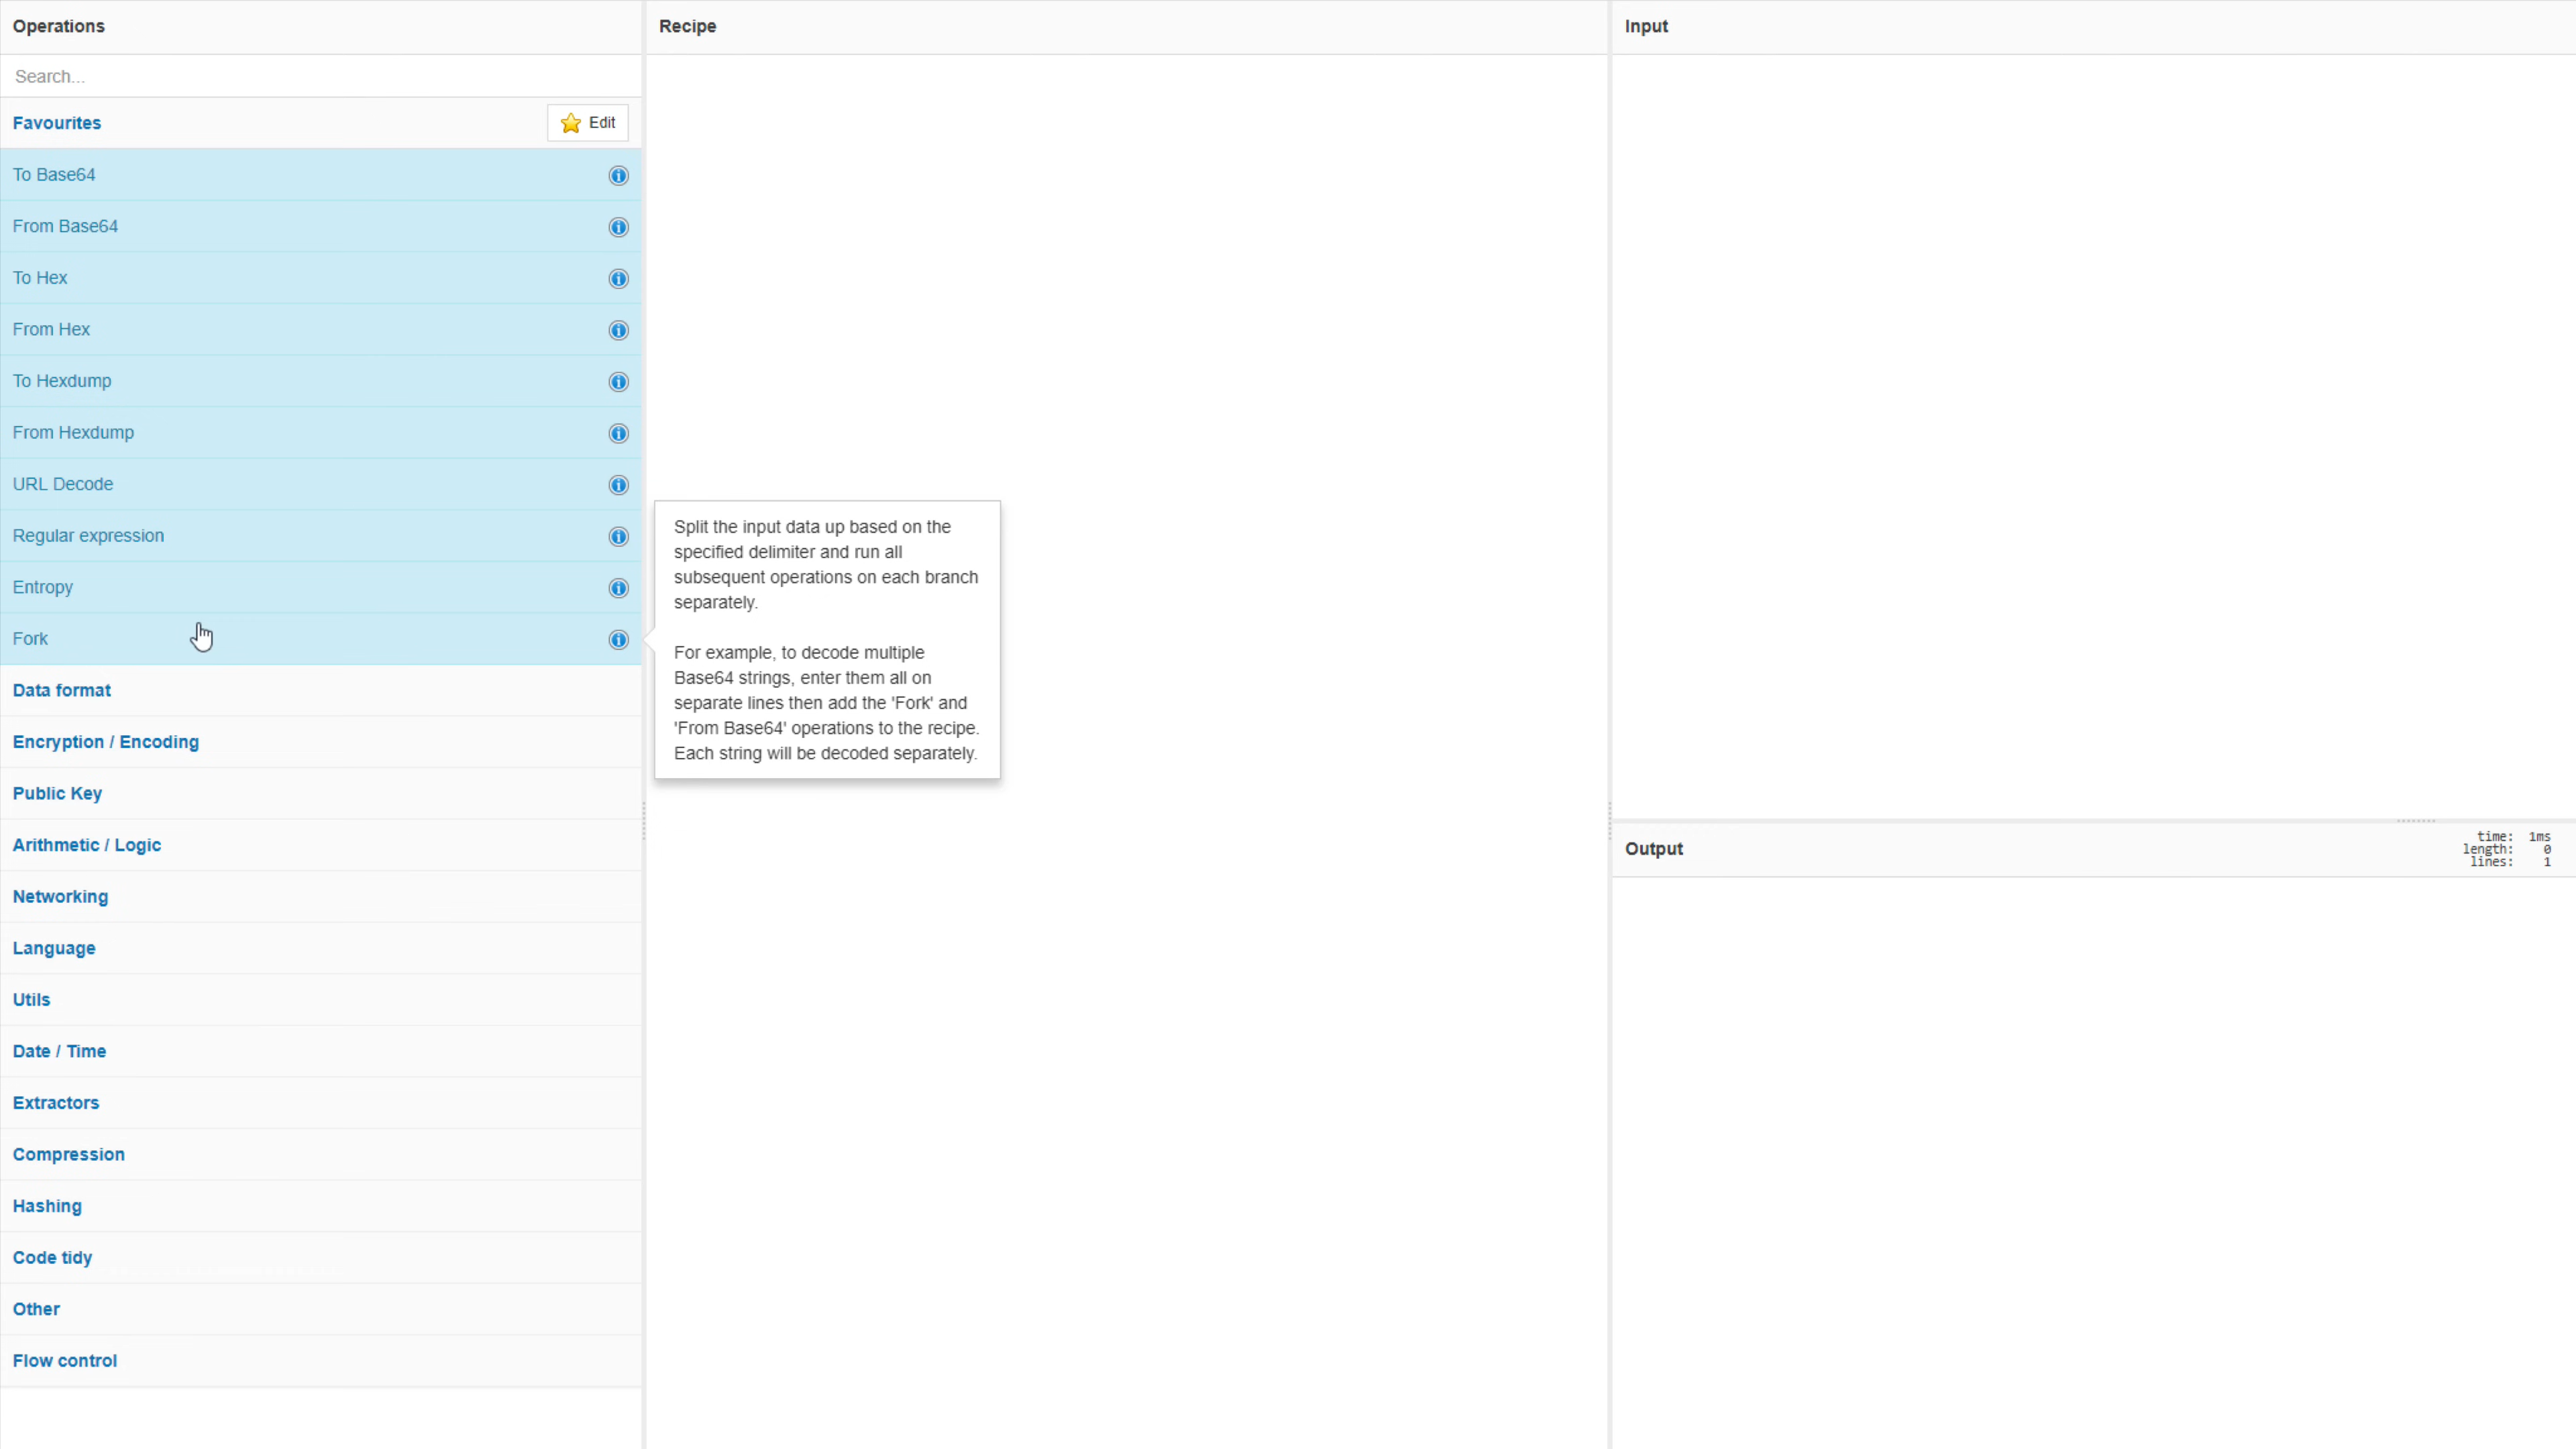 Operations
Search...
Favourites
Edit
To Base64
From Base64
To Hex
From Hex
To Hexdump
From Hexdump
URL Decode
Regular expression
Entropy
Fork
Data format
Encryption / Encoding
Public Key
Arithmetic / Logic
Networking
Language
Utils
Date / Time
Extractors
Compression
Hashing
Code tidy
Other
Flow control
Recipe
Split the input data up based on the
specified delimiter and run all
subsequent operations on each branch
separately.
For example, to decode multiple
Base64 strings, enter them all on
separate lines then add the 'Fork' and
'From Base64' operations to the recipe.
Each string will be decoded separately.
Input
Output
time: 1ms
length: 0
lines: 1